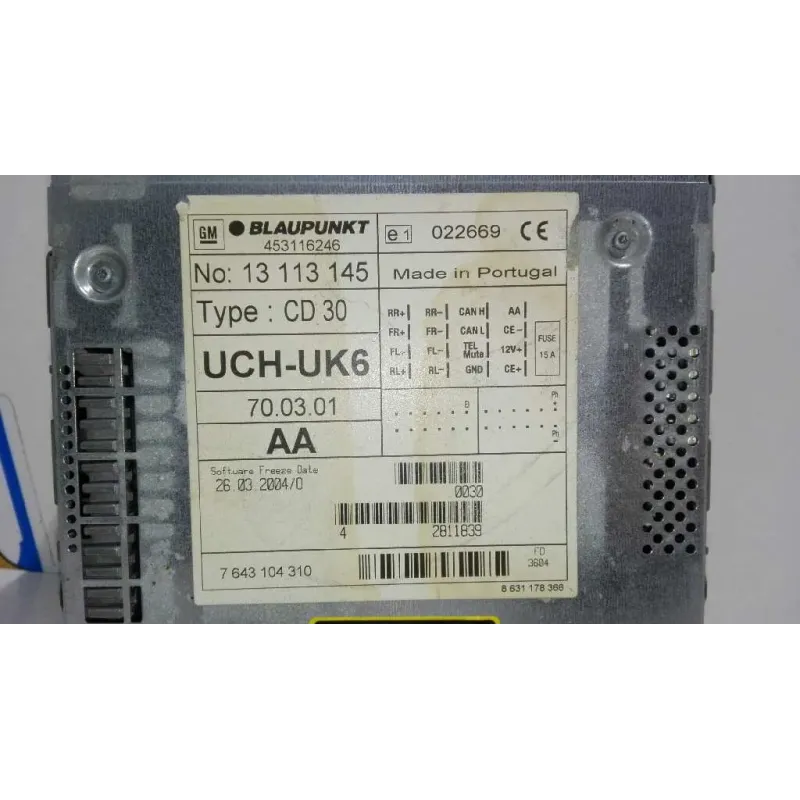 GM BLAUPUNKT
453116246
No: 13 113 145
Type : CD 30
UCH-UK6
70.03.01
AA
Software Freeze Date
26.03.2004/0
e1 022669 CE
Made in Portugal
RR+ RR- CAN H AA
FR+ FR- CAN L CE-
FL+ FL- TEL Mute 12V+
RL+ RL- GND CE+
FUSE
15 A
B
0030
4 2811839
7 643 104 310
FD
3604
8 631 178 366